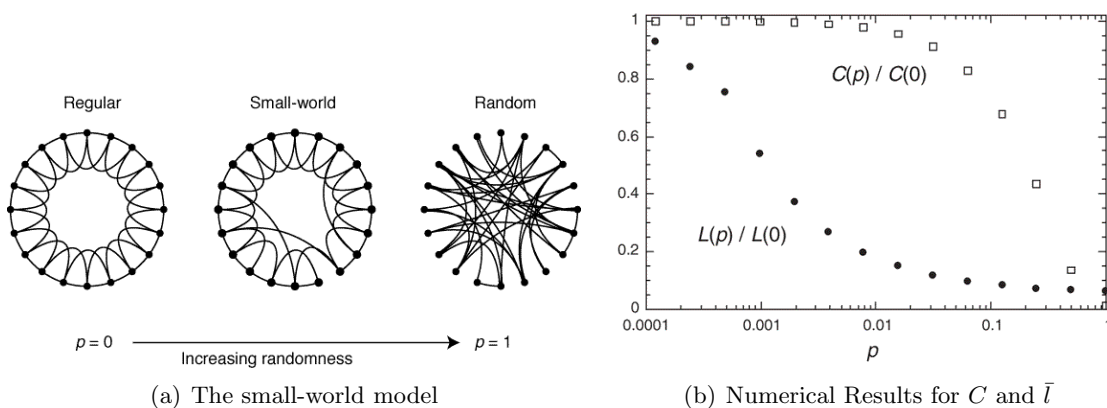 Regular
Small-world
Random
p = 0
Increasing randomness
p = 1
(a) The small-world model
1
0.8
0.6
0.4
0.2
0
C(p) / C(0)
L(p) / L(0)
0.0001
0.001
0.01
0.1
1
p
(b) Numerical Results for C and l̄